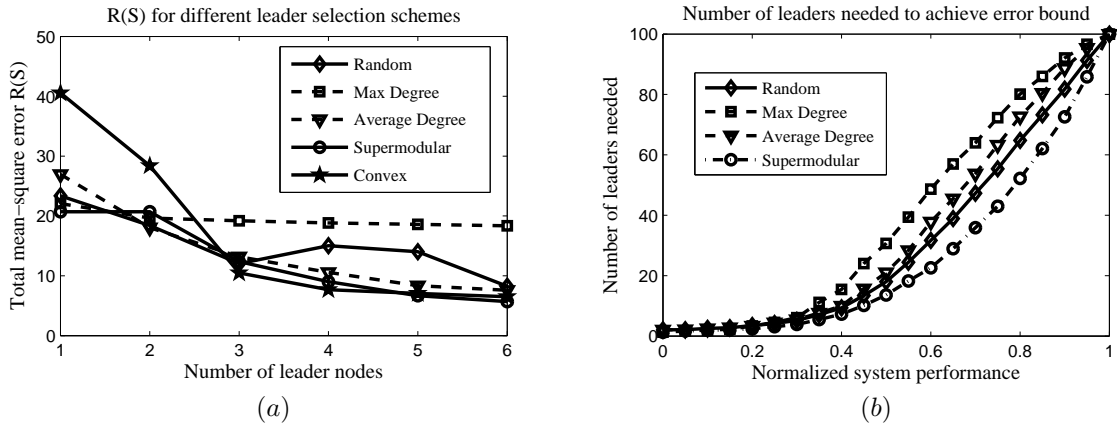 R(S) for different leader selection schemes
50
40
30
20
10
0
1 2 3 4 5 6
Total mean-square error R(S)
Number of leader nodes
Random
Max Degree
Average Degree
Supermodular
Convex
(a)
Number of leaders needed to achieve error bound
100
80
60
40
20
0
0 0.2 0.4 0.6 0.8 1
Number of leaders needed
Normalized system performance
Random
Max Degree
Average Degree
Supermodular
(b)